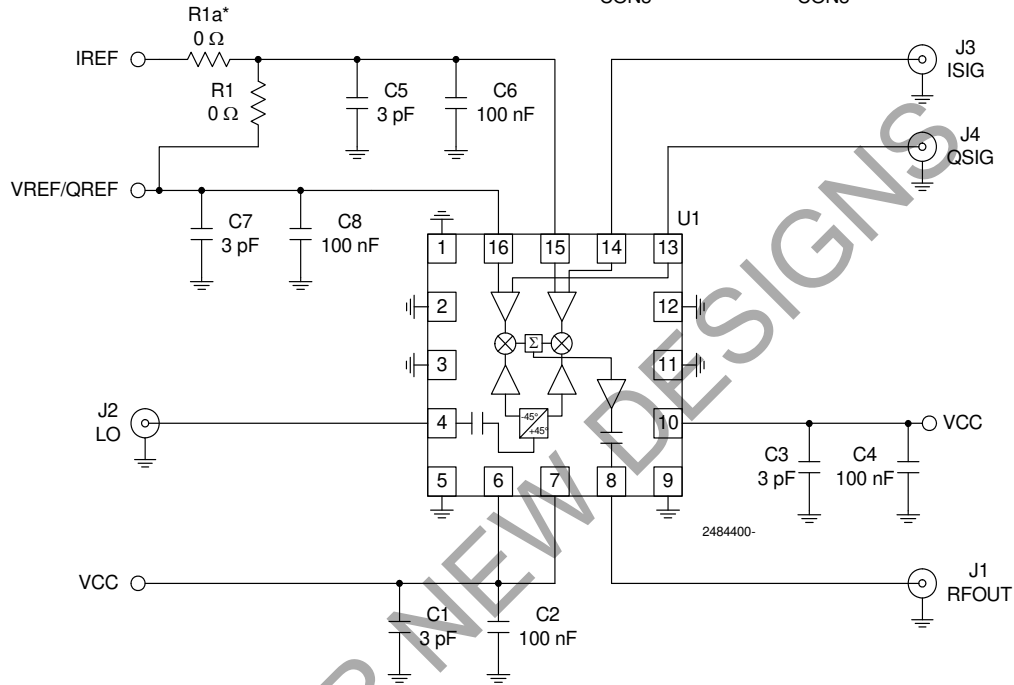 R1a*
0 Ω
IREF
R1
0 Ω
C5
3 pF
C6
100 nF
J3
ISIG
J4
QSIG
VREF/QREF
C7
3 pF
C8
100 nF
U1
1
16
15
14
13
2
12
3
Σ
11
J2
LO
4
-45°
+45°
10
VCC
5
6
7
8
9
C3
3 pF
C4
100 nF
2484400-
VCC
C1
3 pF
C2
100 nF
J1
RFOUT
NEW DESIGNS